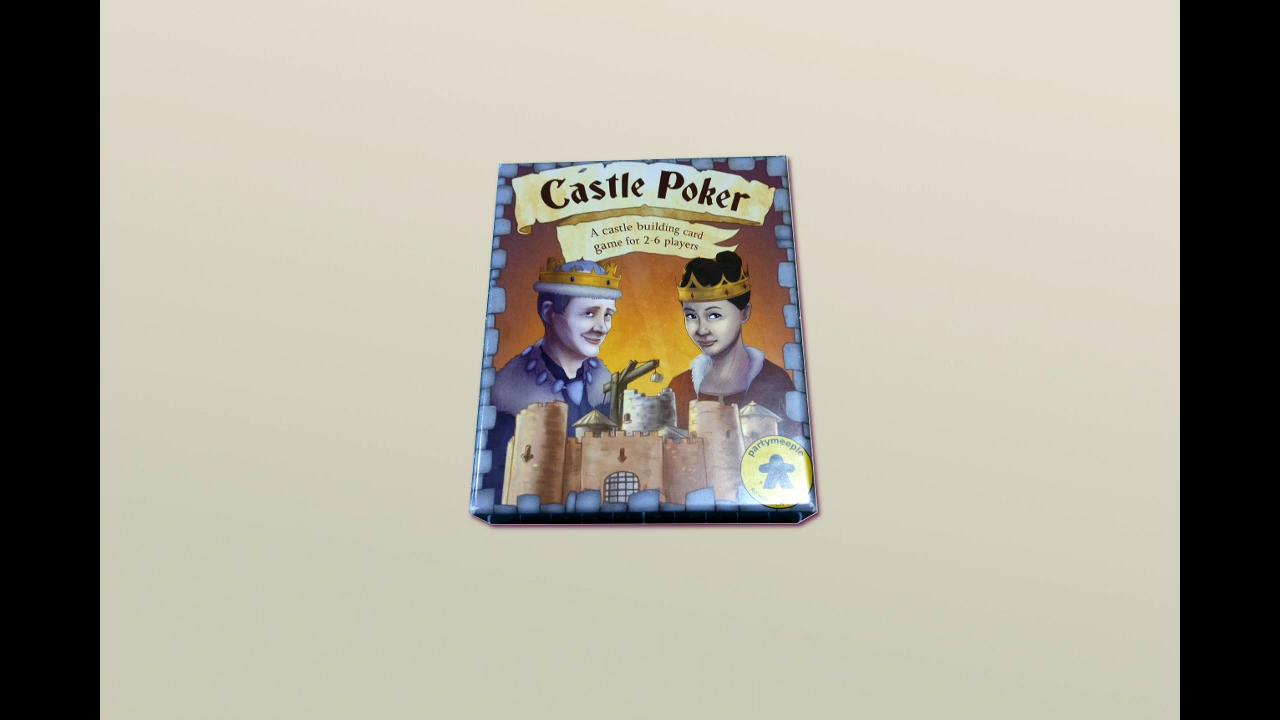 Castle Poker
A castle building card
game for 2-6 players
partymeeple